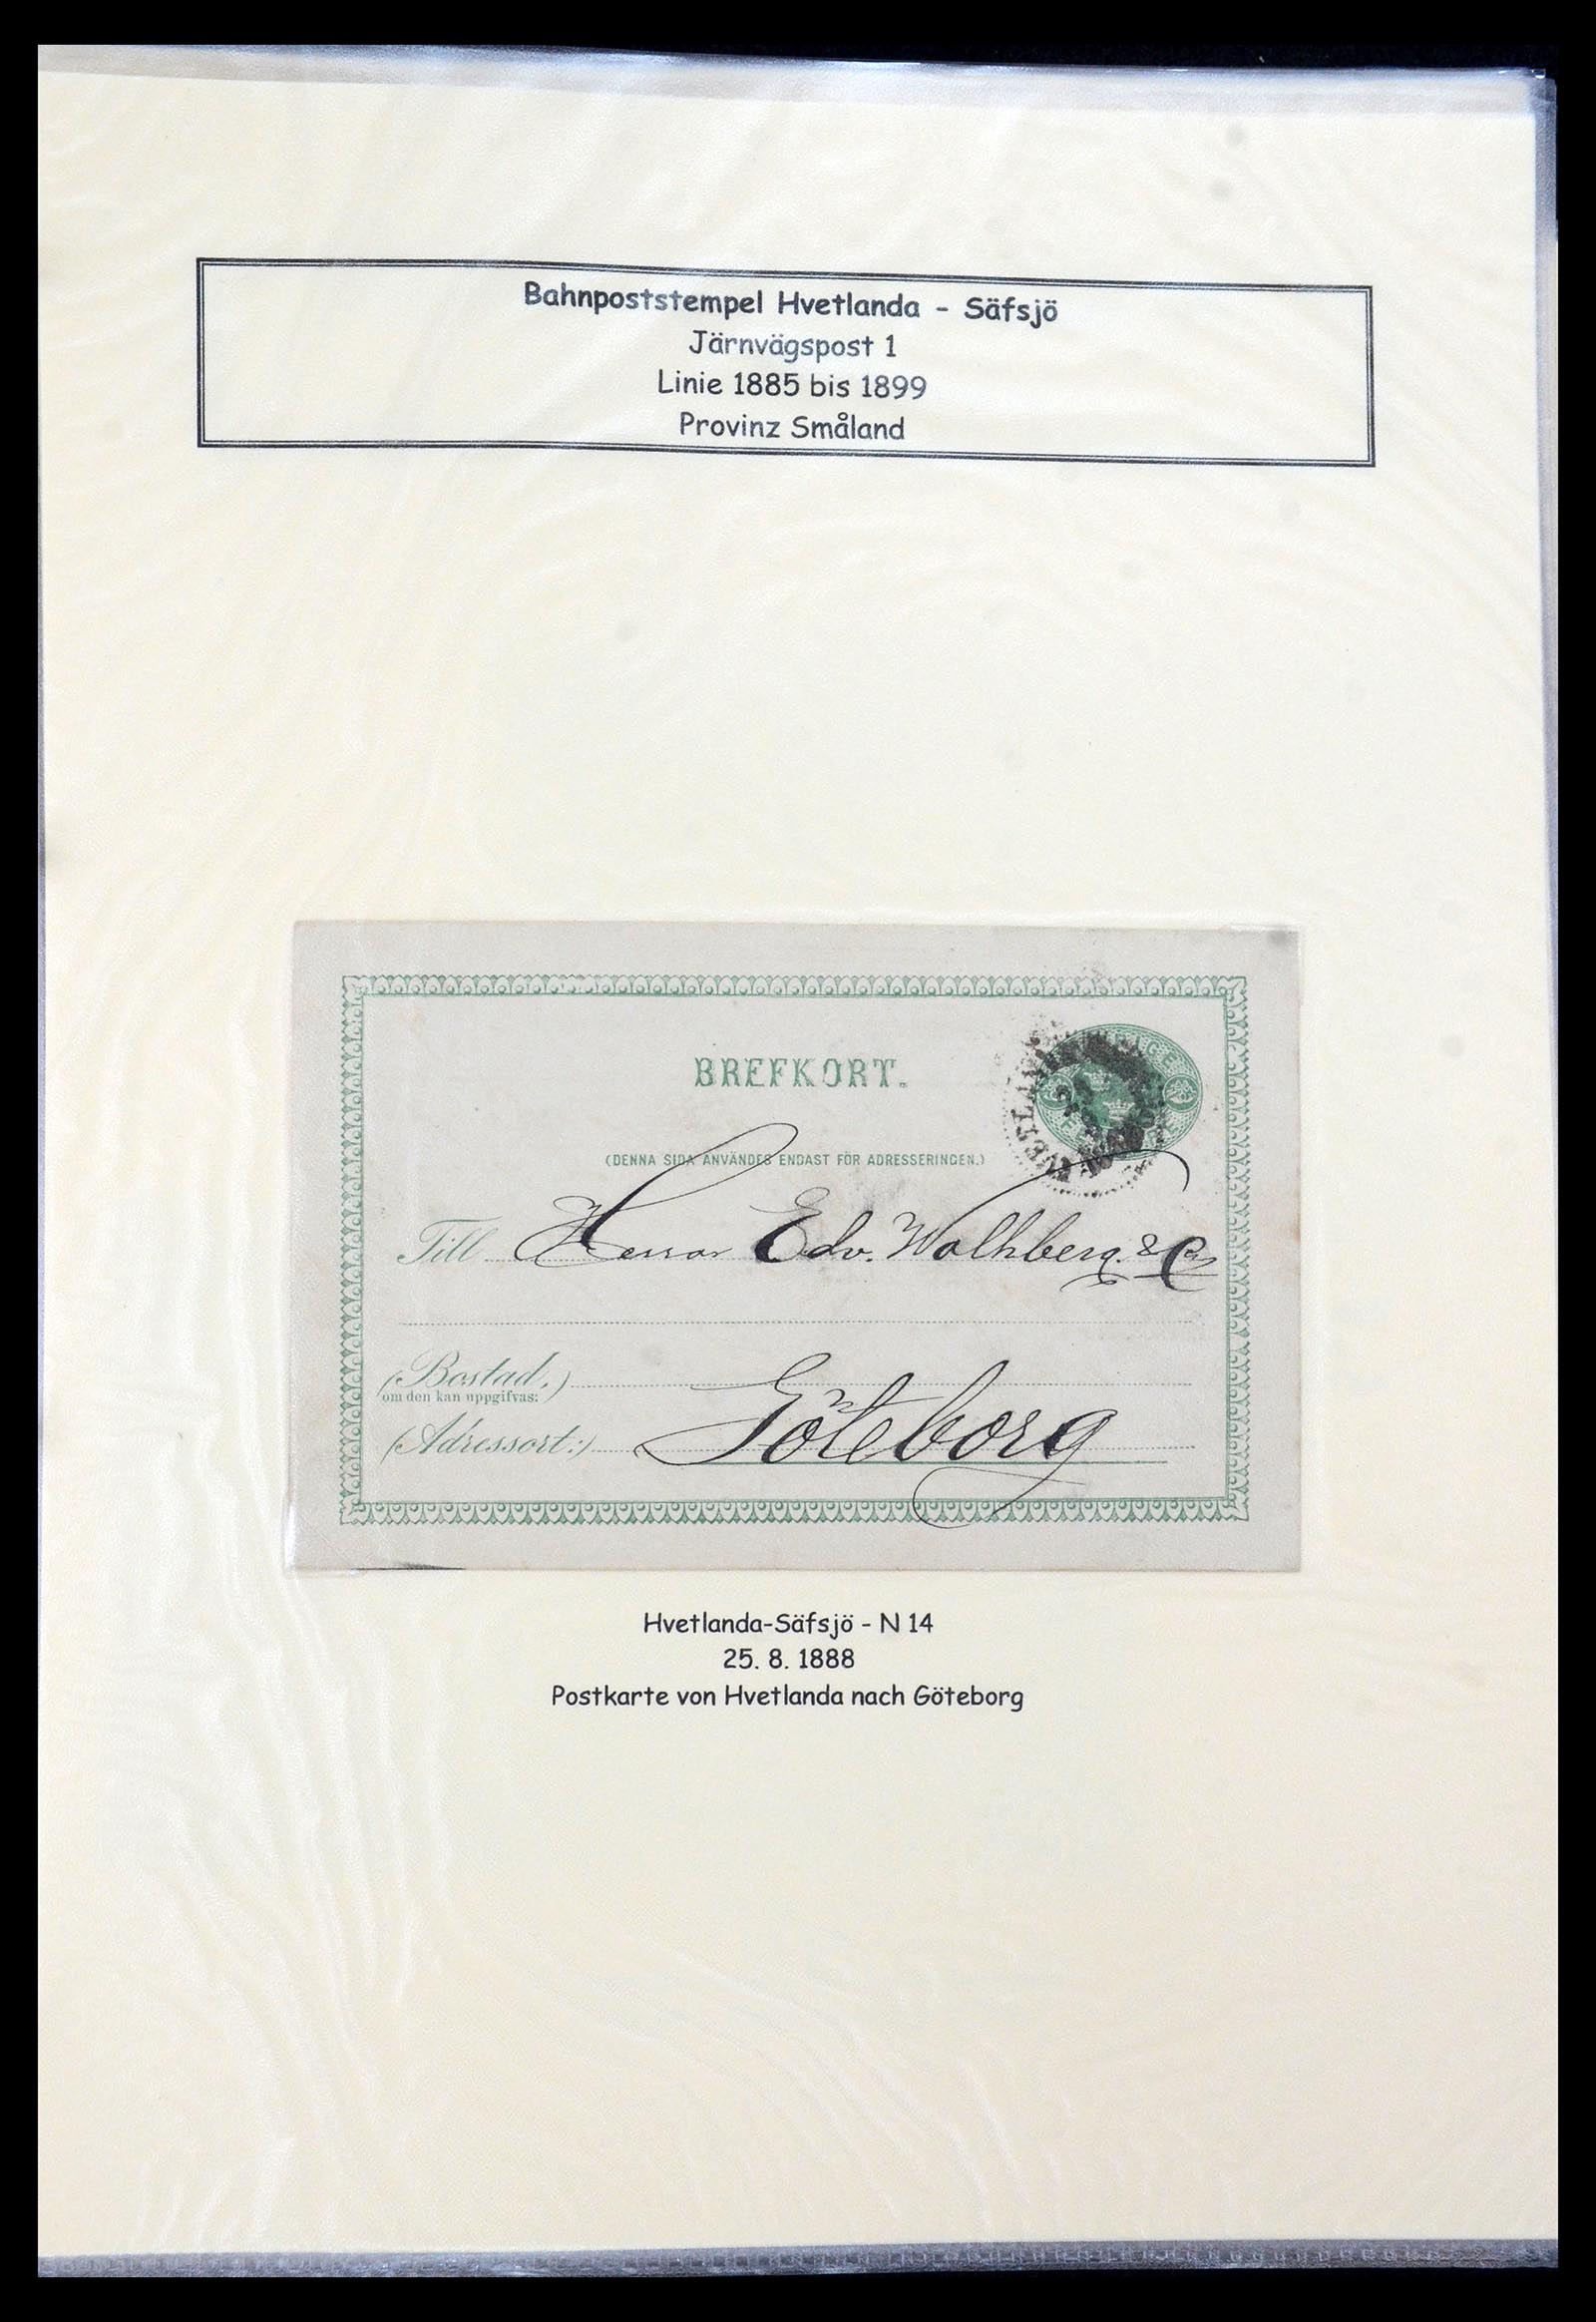 Bahnpoststempel Hvetlanda - Säfsjö
Järnvägspost 1
Linie 1885 bis 1899
Provinz Småland
BREFKORT.
(DENNA SIDA ANVÄNDES ENDAST FÖR ADRESSERINGEN.)
Till Herrar Edv. Walhberg. & Co
(Bostad,)
om den kan uppgifvas:
(Adressort:) Göteborg
Hvetlanda-Säfsjö - N 14
25. 8. 1888
Postkarte von Hvetlanda nach Göteborg